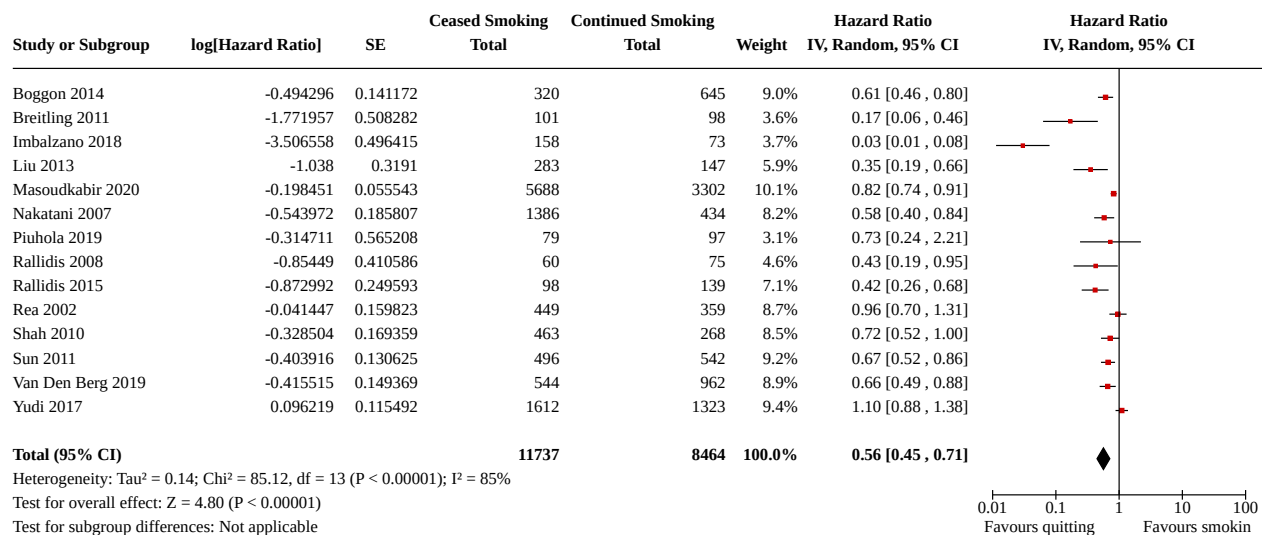 Ceased Smoking Continued Smoking Hazard Ratio Hazard Ratio
Study or Subgroup log[Hazard Ratio] SE Total Total Weight IV, Random, 95% CI IV, Random, 95% CI
Boggon 2014 -0.494296 0.141172 320 645 9.0% 0.61 [0.46 , 0.80]
Breitling 2011 -1.771957 0.508282 101 98 3.6% 0.17 [0.06 , 0.46]
Imbalzano 2018 -3.506558 0.496415 158 73 3.7% 0.03 [0.01 , 0.08]
Liu 2013 -1.038 0.3191 283 147 5.9% 0.35 [0.19 , 0.66]
Masoudkabir 2020 -0.198451 0.055543 5688 3302 10.1% 0.82 [0.74 , 0.91]
Nakatani 2007 -0.543972 0.185807 1386 434 8.2% 0.58 [0.40 , 0.84]
Piuhola 2019 -0.314711 0.565208 79 97 3.1% 0.73 [0.24 , 2.21]
Rallidis 2008 -0.85449 0.410586 60 75 4.6% 0.43 [0.19 , 0.95]
Rallidis 2015 -0.872992 0.249593 98 139 7.1% 0.42 [0.26 , 0.68]
Rea 2002 -0.041447 0.159823 449 359 8.7% 0.96 [0.70 , 1.31]
Shah 2010 -0.328504 0.169359 463 268 8.5% 0.72 [0.52 , 1.00]
Sun 2011 -0.403916 0.130625 496 542 9.2% 0.67 [0.52 , 0.86]
Van Den Berg 2019 -0.415515 0.149369 544 962 8.9% 0.66 [0.49 , 0.88]
Yudi 2017 0.096219 0.115492 1612 1323 9.4% 1.10 [0.88 , 1.38]
Total (95% CI) 11737 8464 100.0% 0.56 [0.45 , 0.71]
Heterogeneity: Tau² = 0.14; Chi² = 85.12, df = 13 (P < 0.00001); I² = 85%
Test for overall effect: Z = 4.80 (P < 0.00001)
Test for subgroup differences: Not applicable
0.01 0.1 1 10 100
Favours quitting Favours smokin